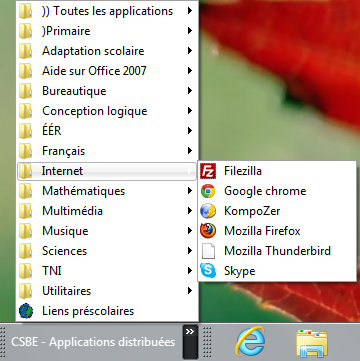 )) Toutes les applications
)Primaire
Adaptation scolaire
Aide sur Office 2007
Bureautique
Conception logique
ÉÉR
Français
Internet
Mathématiques
Multimédia
Musique
Sciences
TNI
Utilitaires
Liens préscolaires
Filezilla
Google chrome
KompoZer
Mozilla Firefox
Mozilla Thunderbird
Skype
CSBE - Applications distribuées